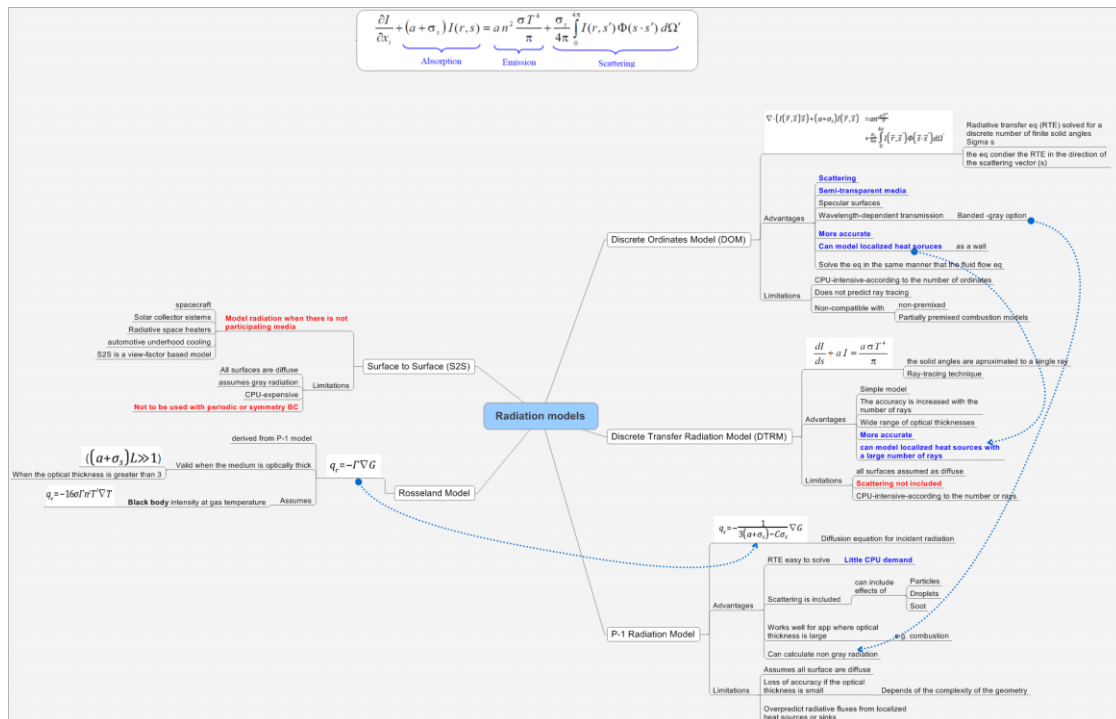 ∂I/∂xᵢ + (a + σₛ) I(r, s) = a n² σT⁴/π + σₛ/4π ∫₀⁴π I(r, s′) Φ(s · s′) dΩ′
Absorption
Emission
Scattering
Radiation models
Discrete Ordinates Model (DOM)
Radiative transfer eq (RTE) solved for a
discrete number of finite solid angles
Sigma s
the eq condier the RTE in the direction of
the scattering vector (s)
Advantages
Scattering
Semi-transparent media
Specular surfaces
Wavelength-dependent transmission
Banded -gray option
More accurate
Can model localized heat soruces
as a wall
Solve the eq in the same manner that the fluid flow eq
Limitations
CPU-intensive-according to the number of ordinates
Does not predict ray tracing
Non-compatible with
non-premixed
Partially premixed combustion models
Discrete Transfer Radiation Model (DTRM)
dI/ds + a I = a σ T⁴/π
the solid angles are aproximated to a single ray
Ray-tracing technique
Advantages
Simple model
The accuracy is increased with the
number of rays
Wide range of optical thicknesses
More accurate
can model localized heat sources with
a large number of rays
Limitations
all surfaces assumed as diffuse
Scattering not included
CPU-intensive-according to the number or rays
P-1 Radiation Model
qᵣ=−1/(3(a+σₛ)−Cσₛ) ∇G
Diffusion equation for incident radiation
Advantages
RTE easy to solve
Little CPU demand
Scattering is included
can include
effects of
Particles
Droplets
Soot
Works well for app where optical
thickness is large
e.g. combustion
Can calculate non gray radiation
Limitations
Assumes all surface are diffuse
Loss of accuracy if the optical
thickness is small
Depends of the complexity of the geometry
Overpredict radiative fluxes from localized
heat sources or sinks
Surface to Surface (S2S)
Model radiation when there is not
participating media
spacecraft
Solar collector sistems
Radiative space heaters
automotive underhood cooling
S2S is a view-factor based model
Limitations
All surfaces are diffuse
assumes gray radiation
CPU-expensive
Not to be used with periodic or symmetry BC
Rosseland Model
qᵣ=−Γ∇G
derived from P-1 model
Valid when the medium is optically thick
((a+σₛ)L≫1)
When the optical thickness is greater than 3
Assumes
Black body intensity at gas temperature